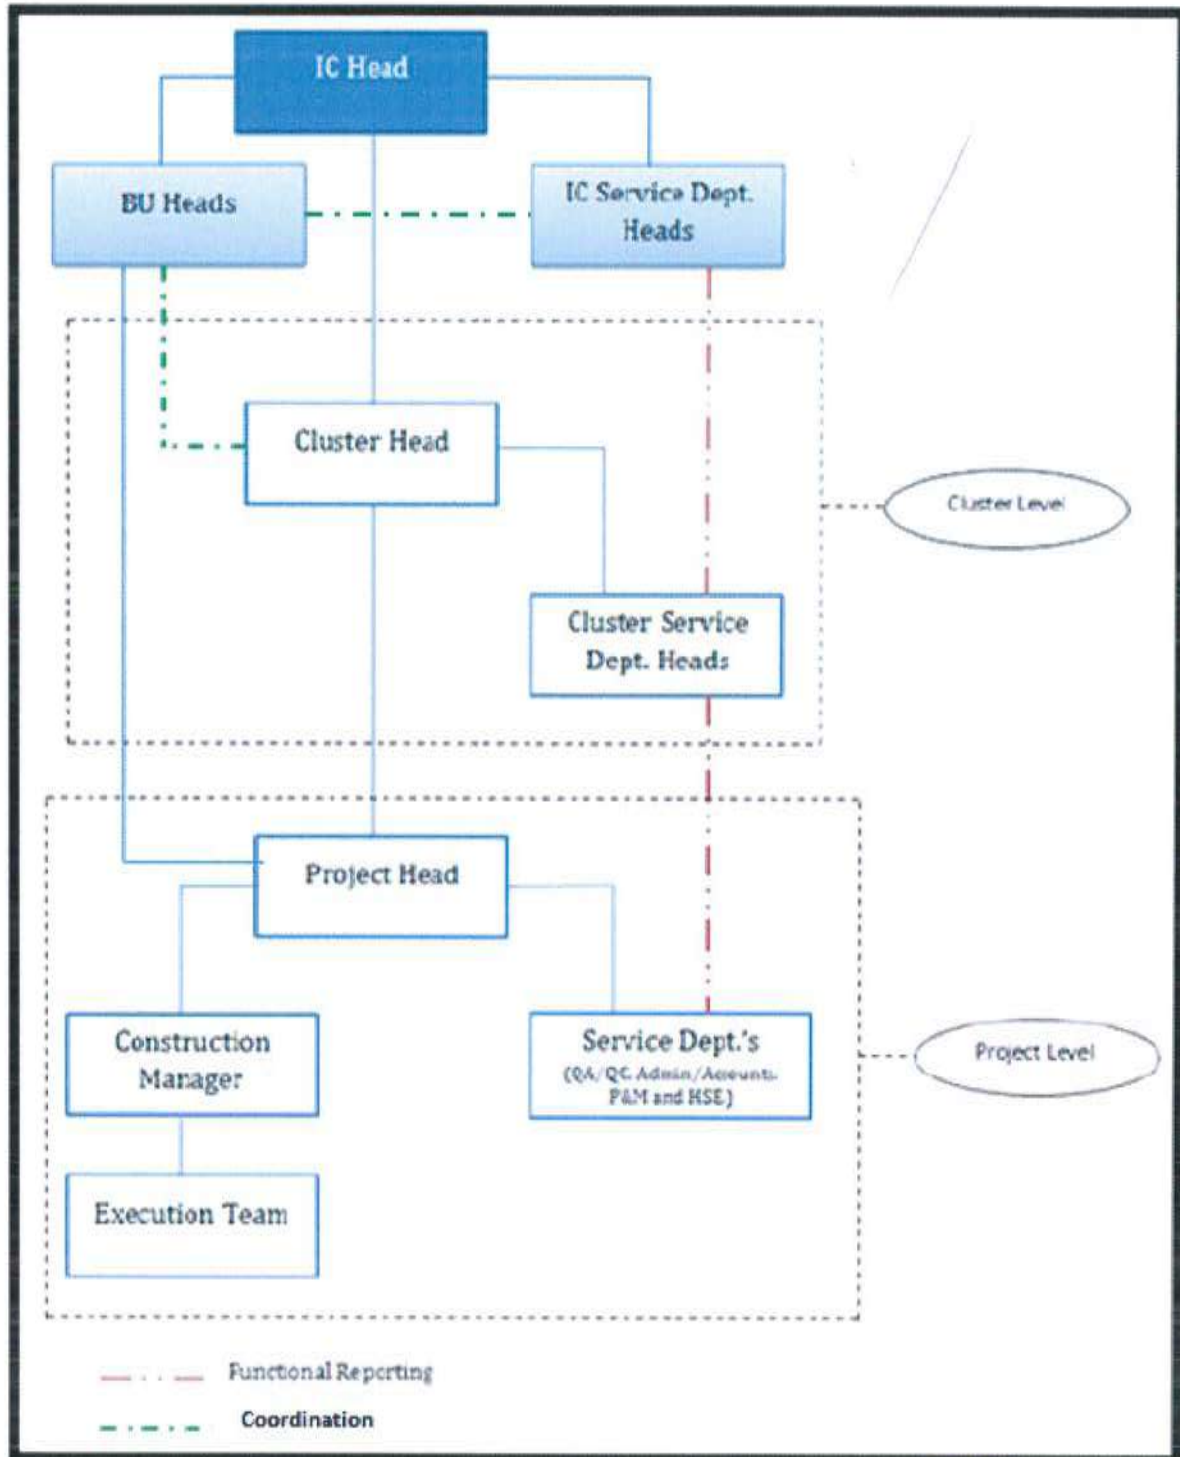 IC Head
BU Heads
IC Service Dept.
Heads
Cluster Head
Cluster Level
Cluster Service
Dept. Heads
Project Head
Construction
Manager
Service Dept.'s
(QA/QC, Admin/Accounts,
P&M and HSE)
Project Level
Execution Team
Functional Reporting
Coordination